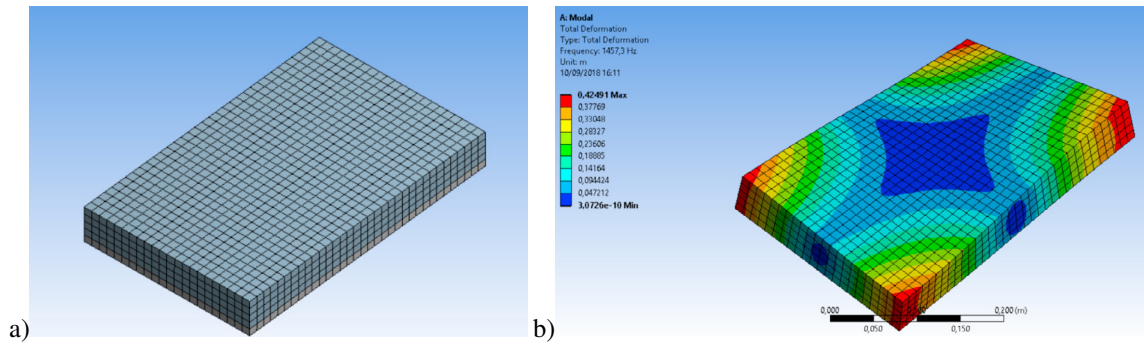 A: Modal
Total Deformation
Type: Total Deformation
Frequency: 1457,3 Hz
Unit: m
10/09/2018 16:11
0,42491 Max
0,37769
0,33048
0,28327
0,23606
0,18885
0,14164
0,094424
0,047212
3,0726e-10 Min
0,000
0,200 (m)
0,050
0,150
a)
b)